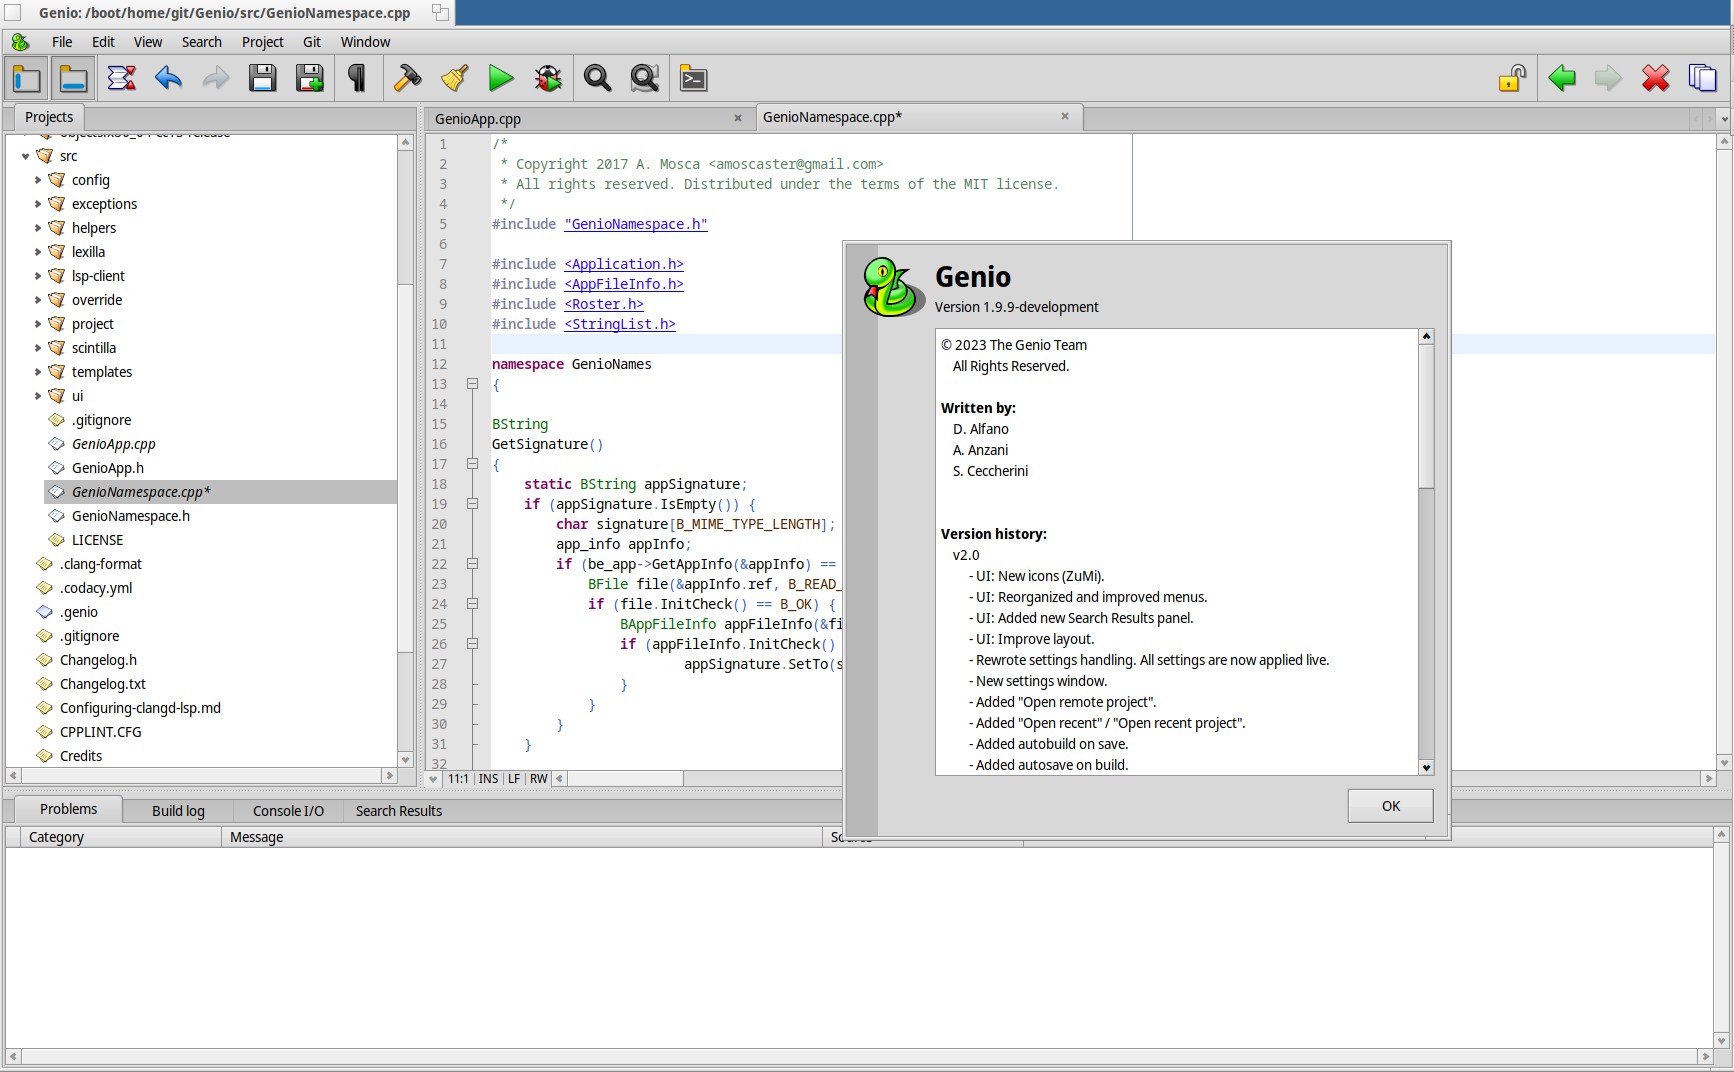 Genio: /boot/home/git/Genio/src/GenioNamespace.cpp
File Edit View Search Project Git Window
Projects
src
config
exceptions
helpers
lexilla
lsp-client
override
project
scintilla
templates
ui
.gitignore
GenioApp.cpp
GenioApp.h
GenioNamespace.cpp*
GenioNamespace.h
LICENSE
.clang-format
.codacy.yml
.genio
.gitignore
Changelog.h
Changelog.txt
Configuring-clangd-lsp.md
CPPLINT.CFG
Credits
GenioApp.cpp
GenioNamespace.cpp*
1 /*
2 * Copyright 2017 A. Mosca <amoscaster@gmail.com>
3 * All rights reserved. Distributed under the terms of the MIT license.
4 */
5 #include "GenioNamespace.h"
6
7 #include <Application.h>
8 #include <AppFileInfo.h>
9 #include <Roster.h>
10 #include <StringList.h>
11
12 namespace GenioNames
13 {
14
15 BString
16 GetSignature()
17 {
18 static BString appSignature;
19 if (appSignature.IsEmpty()) {
20 char signature[B_MIME_TYPE_LENGTH];
21 app_info appInfo;
22 if (be_app->GetAppInfo(&appInfo) ==
23 BFile file(&appInfo.ref, B_READ_
24 if (file.InitCheck() == B_OK) {
25 BAppFileInfo appFileInfo(&fi
26 if (appFileInfo.InitCheck()
27 appSignature.SetTo(s
28 }
29 }
30 }
31 }
32
11:1 INS LF RW
Genio
Version 1.9.9-development
© 2023 The Genio Team
All Rights Reserved.
Written by:
D. Alfano
A. Anzani
S. Ceccherini
Version history:
v2.0
- UI: New icons (ZuMi).
- UI: Reorganized and improved menus.
- UI: Added new Search Results panel.
- UI: Improve layout.
- Rewrote settings handling. All settings are now applied live.
- New settings window.
- Added "Open remote project".
- Added "Open recent" / "Open recent project".
- Added autobuild on save.
- Added autosave on build.
OK
Problems Build log Console I/O Search Results
Category Message